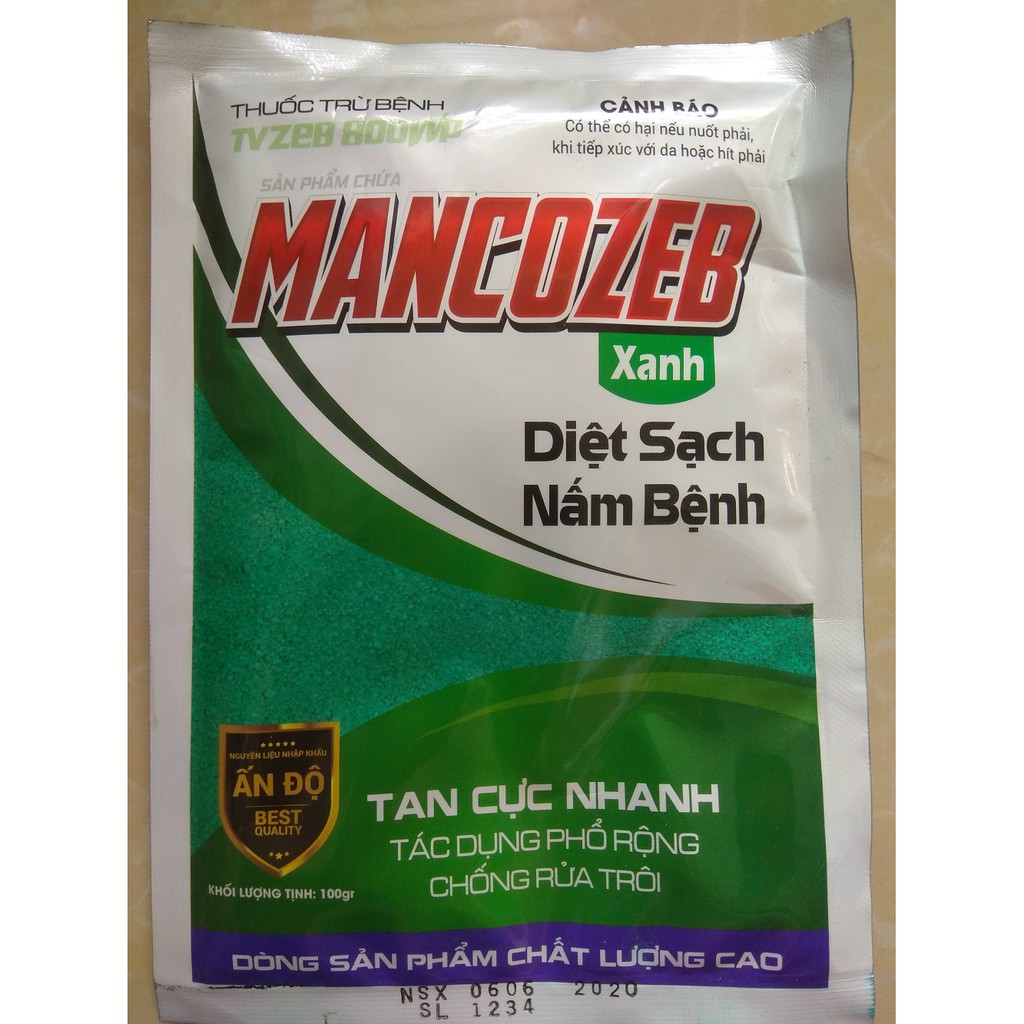 THUỐC TRỪ BỆNH
TVZEB 800WP
CẢNH BÁO
Có thể có hại nếu nuốt phải,
khi tiếp xúc với da hoặc hít phải
SẢN PHẨM CHỨA
MANCOZEB
Xanh
Diệt Sạch
Nấm Bệnh
NGUYÊN LIỆU NHẬP KHẨU
ẤN ĐỘ
BEST
QUALITY
TAN CỰC NHANH
TÁC DỤNG PHỔ RỘNG
CHỐNG RỬA TRÔI
KHỐI LƯỢNG TỊNH: 100gr
DÒNG SẢN PHẨM CHẤT LƯỢNG CAO
NSX 0606 2020
SL 1234